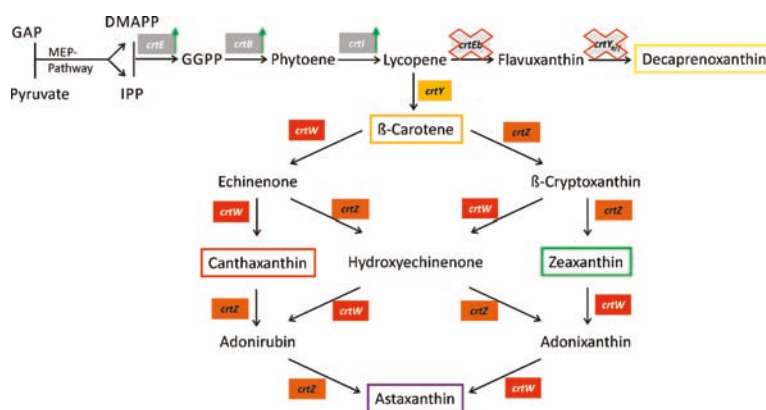 DMAPP
GAP
crtE
crtB
crtI
crtEb
crtYe/f
MEP-
Pathway
GGPP
Phytoene
Lycopene
Flavuxanthin
Decaprenoxanthin
Pyruvate
IPP
crtY
crtW
ß-Carotene
crtZ
Echinenone
ß-Cryptoxanthin
crtW
crtZ
crtW
crtZ
Canthaxanthin
Hydroxyechinenone
Zeaxanthin
crtZ
crtW
crtZ
crtW
Adonirubin
Adonixanthin
crtZ
Astaxanthin
crtW